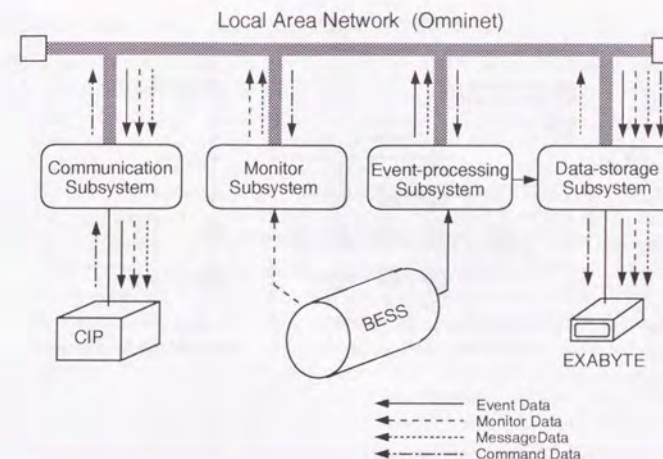 Local Area Network (Omninet)
Communication
Subsystem
Monitor
Subsystem
Event-processing
Subsystem
Data-storage
Subsystem
CIP
BESS
EXABYTE
Event Data
Monitor Data
MessageData
Command Data